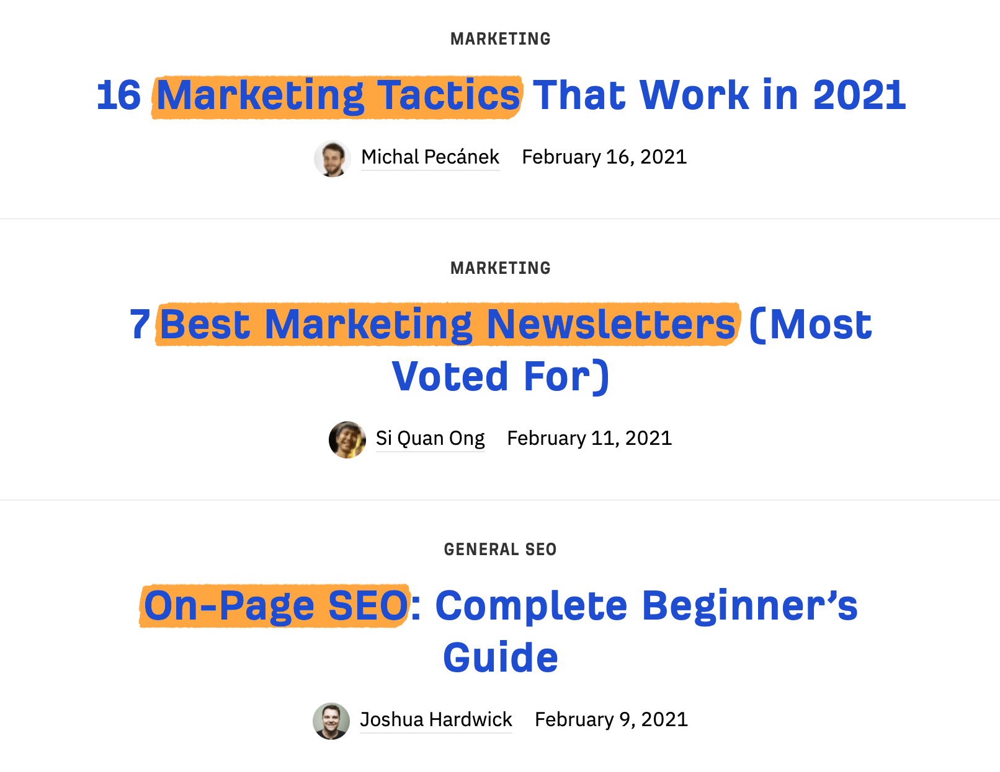 MARKETING
16 Marketing Tactics That Work in 2021
Michal Pecánek February 16, 2021
MARKETING
7 Best Marketing Newsletters (Most
Voted For)
Si Quan Ong February 11, 2021
GENERAL SEO
On-Page SEO: Complete Beginner’s
Guide
Joshua Hardwick February 9, 2021